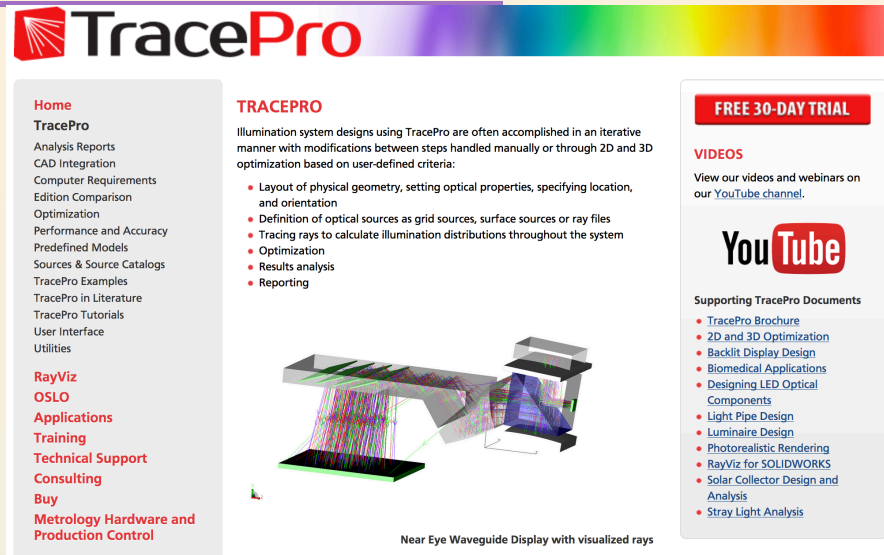 TracePro
Home
TracePro
Analysis Reports
CAD Integration
Computer Requirements
Edition Comparison
Optimization
Performance and Accuracy
Predefined Models
Sources & Source Catalogs
TracePro Examples
TracePro in Literature
TracePro Tutorials
User Interface
Utilities
RayViz
OSLO
Applications
Training
Technical Support
Consulting
Buy
Metrology Hardware and
Production Control
TRACEPRO
Illumination system designs using TracePro are often accomplished in an iterative
manner with modifications between steps handled manually or through 2D and 3D
optimization based on user-defined criteria:
Layout of physical geometry, setting optical properties, specifying location,
and orientation
Definition of optical sources as grid sources, surface sources or ray files
Tracing rays to calculate illumination distributions throughout the system
Optimization
Results analysis
Reporting
Near Eye Waveguide Display with visualized rays
FREE 30-DAY TRIAL
VIDEOS
View our videos and webinars on
our YouTube channel.
YouTube
Supporting TracePro Documents
TracePro Brochure
2D and 3D Optimization
Backlit Display Design
Biomedical Applications
Designing LED Optical
Components
Light Pipe Design
Luminaire Design
Photorealistic Rendering
RayViz for SOLIDWORKS
Solar Collector Design and
Analysis
Stray Light Analysis